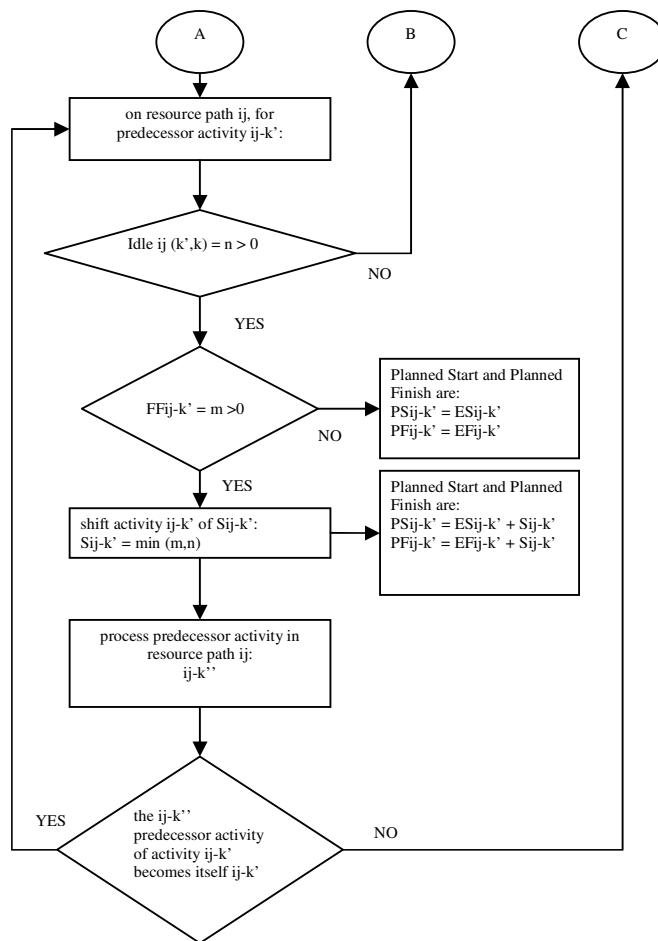 A
B
C
on resource path ij, for
predecessor activity ij-k’:
Idle ij (k’,k) = n > 0
NO
YES
FFij-k’ = m >0
NO
Planned Start and Planned
Finish are:
PSij-k’ = ESij-k’
PFij-k’ = EFij-k’
YES
shift activity ij-k’ of Sij-k’:
Sij-k’ = min (m,n)
Planned Start and Planned
Finish are:
PSij-k’ = ESij-k’ + Sij-k’
PFij-k’ = EFij-k’ + Sij-k’
process predecessor activity in
resource path ij:
ij-k’’
YES
the ij-k’’
predecessor activity
of activity ij-k’
becomes itself ij-k’
NO